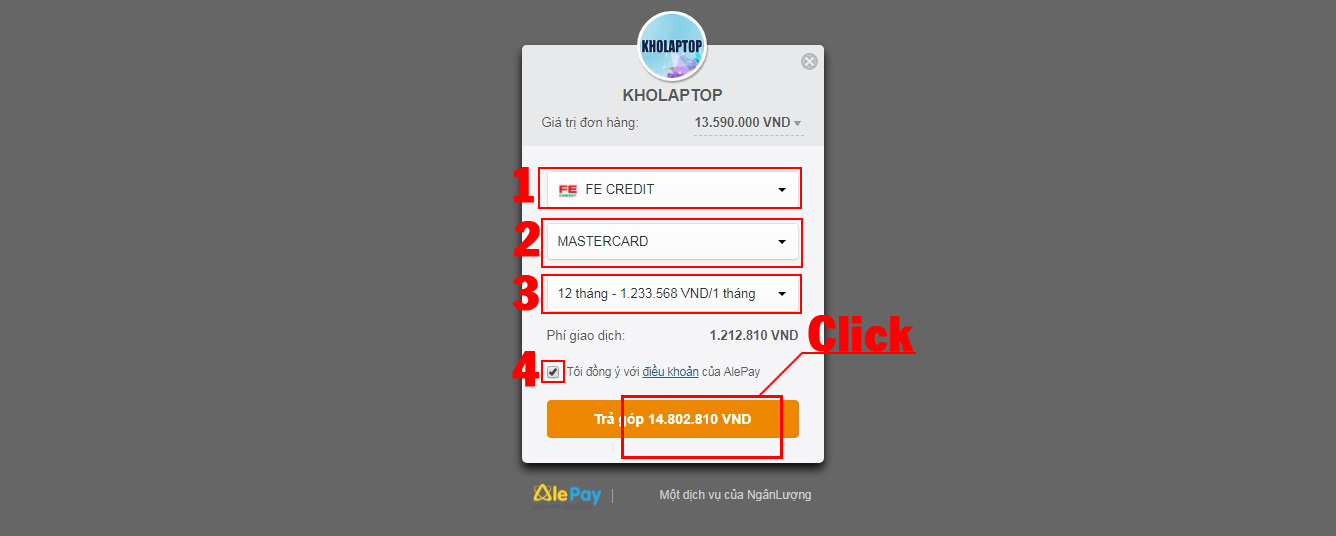 KHOLAPTOP
KHOLAPTOP
Giá trị đơn hàng: 13.590.000 VND
1 FE CREDIT FE CREDIT
2 MASTERCARD
3 12 tháng - 1.233.568 VND/1 tháng
Phí giao dịch: 1.212.810 VND
Click
4 Tôi đồng ý với điều khoản của AlePay
Trả góp 14.802.810 VND
AlePay Một dịch vụ của NgânLượng